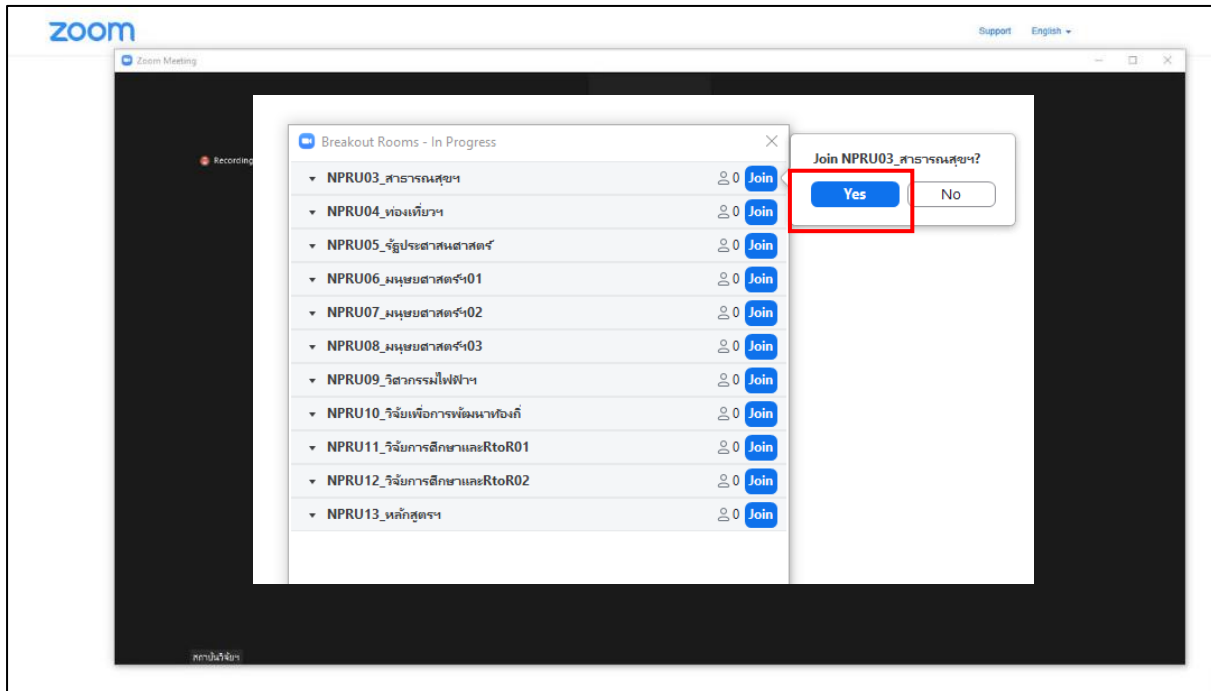 zoom
Support English
Zoom Meeting
Recording
Breakout Rooms - In Progress
NPRU03_สาธารณสุขฯ 0 Join
NPRU04_ท่องเที่ยวฯ 0 Join
NPRU05_รัฐประศาสนศาสตร์ 0 Join
NPRU06_มนุษยศาสตร์ฯ01 0 Join
NPRU07_มนุษยศาสตร์ฯ02 0 Join
NPRU08_มนุษยศาสตร์ฯ03 0 Join
NPRU09_วิศวกรรมไฟฟ้าฯ 0 Join
NPRU10_วิจัยเพื่อการพัฒนาท้องถิ่ 0 Join
NPRU11_วิจัยการศึกษาและRtoR01 0 Join
NPRU12_วิจัยการศึกษาและRtoR02 0 Join
NPRU13_หลักสูตรฯ 0 Join
Join NPRU03_สาธารณสุขฯ?
Yes No
สถาบันวิจัยฯ